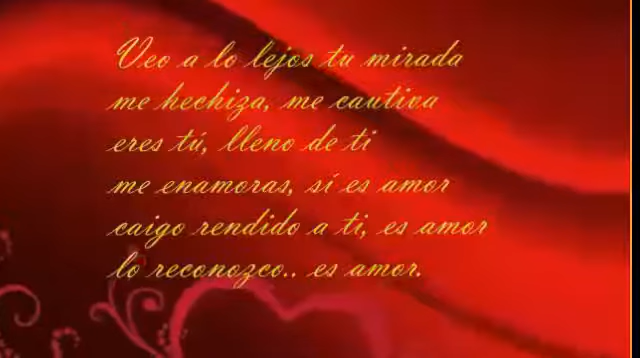 Veo a lo lejos tu mirada
me hechiza, me cautiva
eres tú, lleno de ti
me enamoras, sí es amor
caigo rendido a ti, es amor
lo reconozco.. es amor.